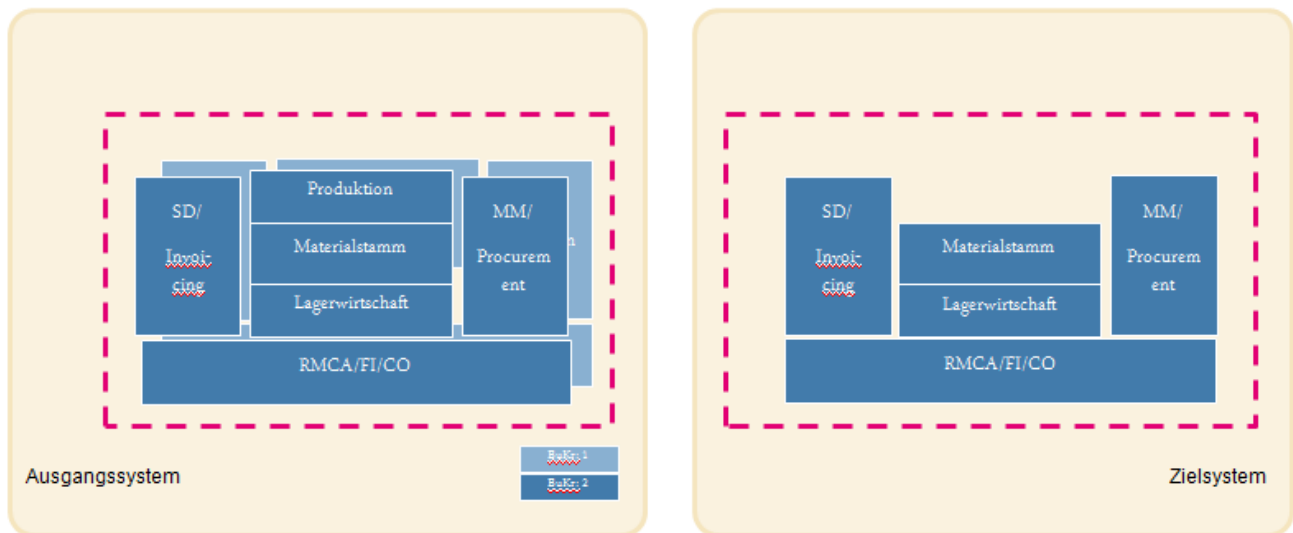 Produktion
SD/
Invoi-
cing
Materialstamm
Lagerwirtschaft
MM/
Procurem
ent
RMCA/FI/CO
Ausgangssystem
BuKr: 1
BuKr: 2
SD/
Invoi-
cing
Materialstamm
Lagerwirtschaft
MM/
Procurem
ent
RMCA/FI/CO
Zielsystem